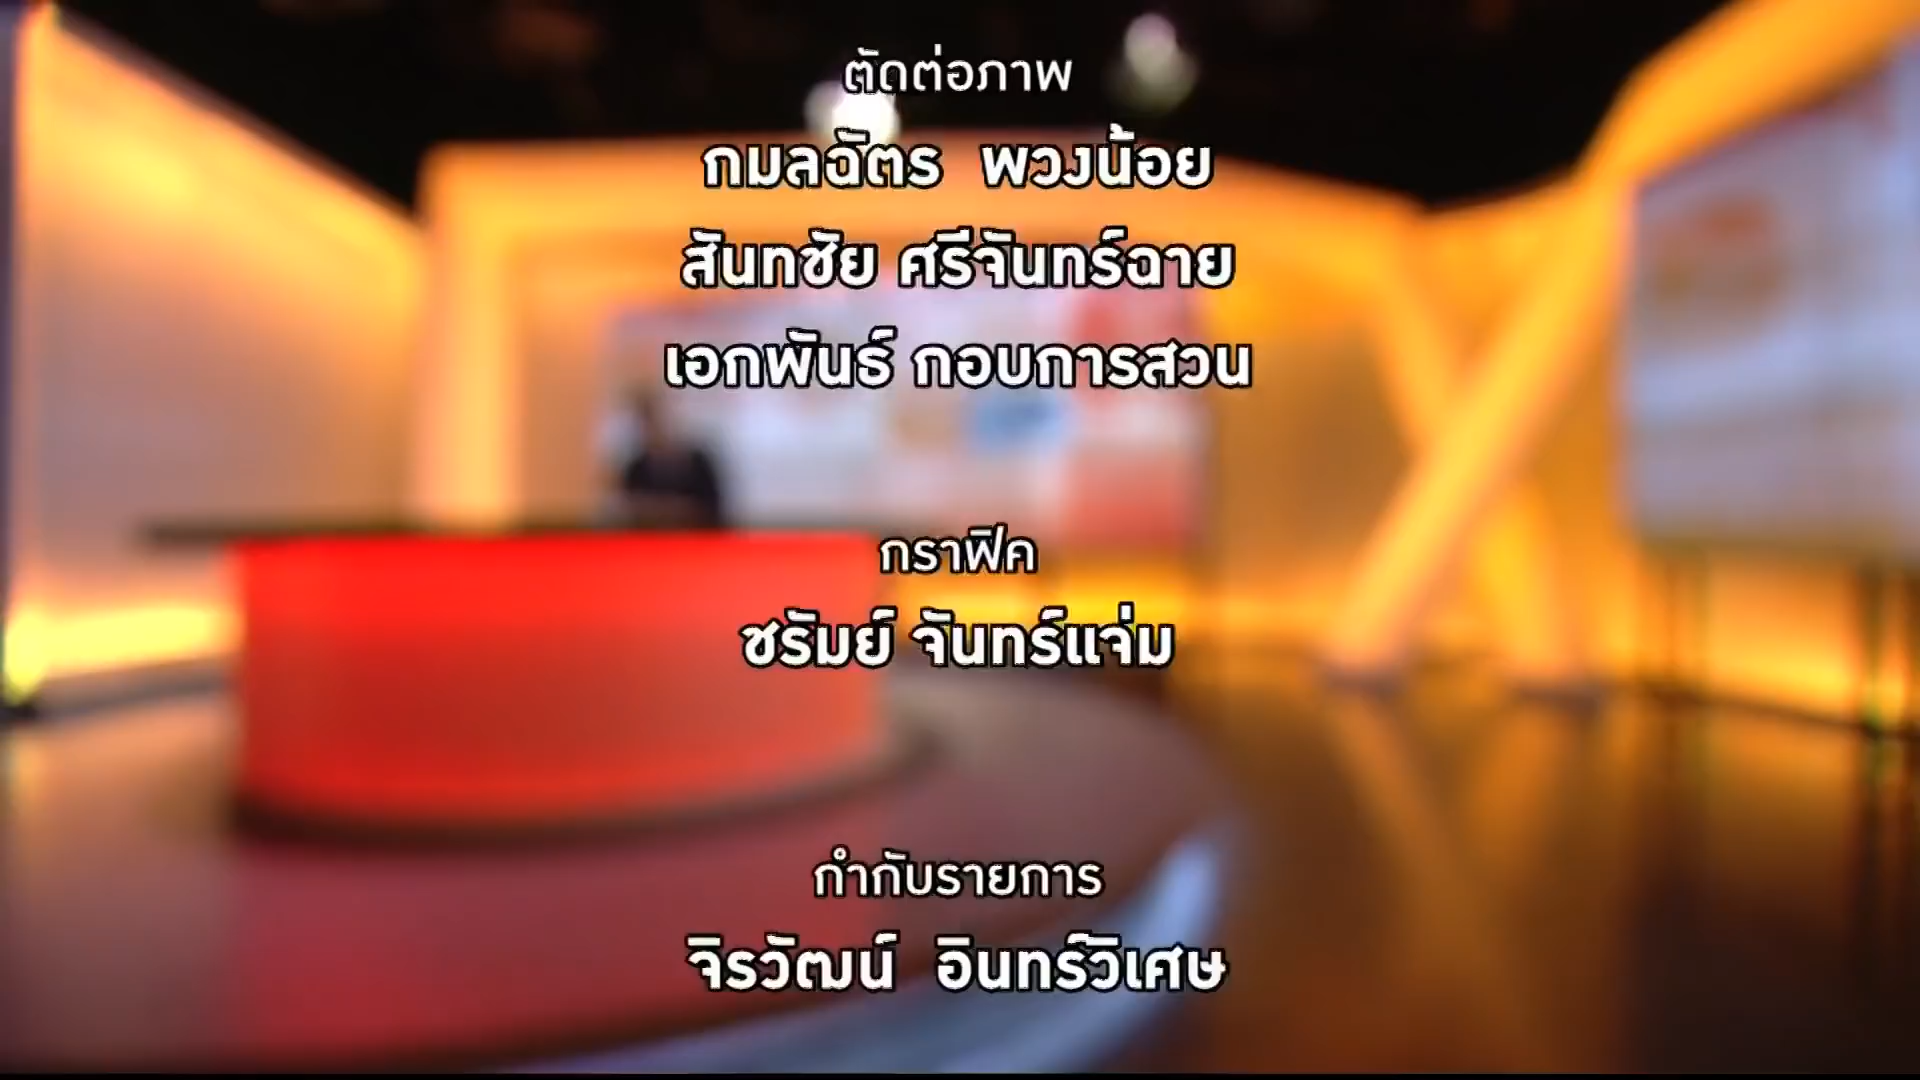 ตัดต่อภาพ
กมลฉัตร พวงน้อย
สันทชัย ศรีจันทร์ฉาย
เอกพันธ์ กอบการสวน
กราฟิค
ชรัมย์ จันทร์แจ่ม
กำกับรายการ
จิรวัฒน์ อินทร์วิเศษ